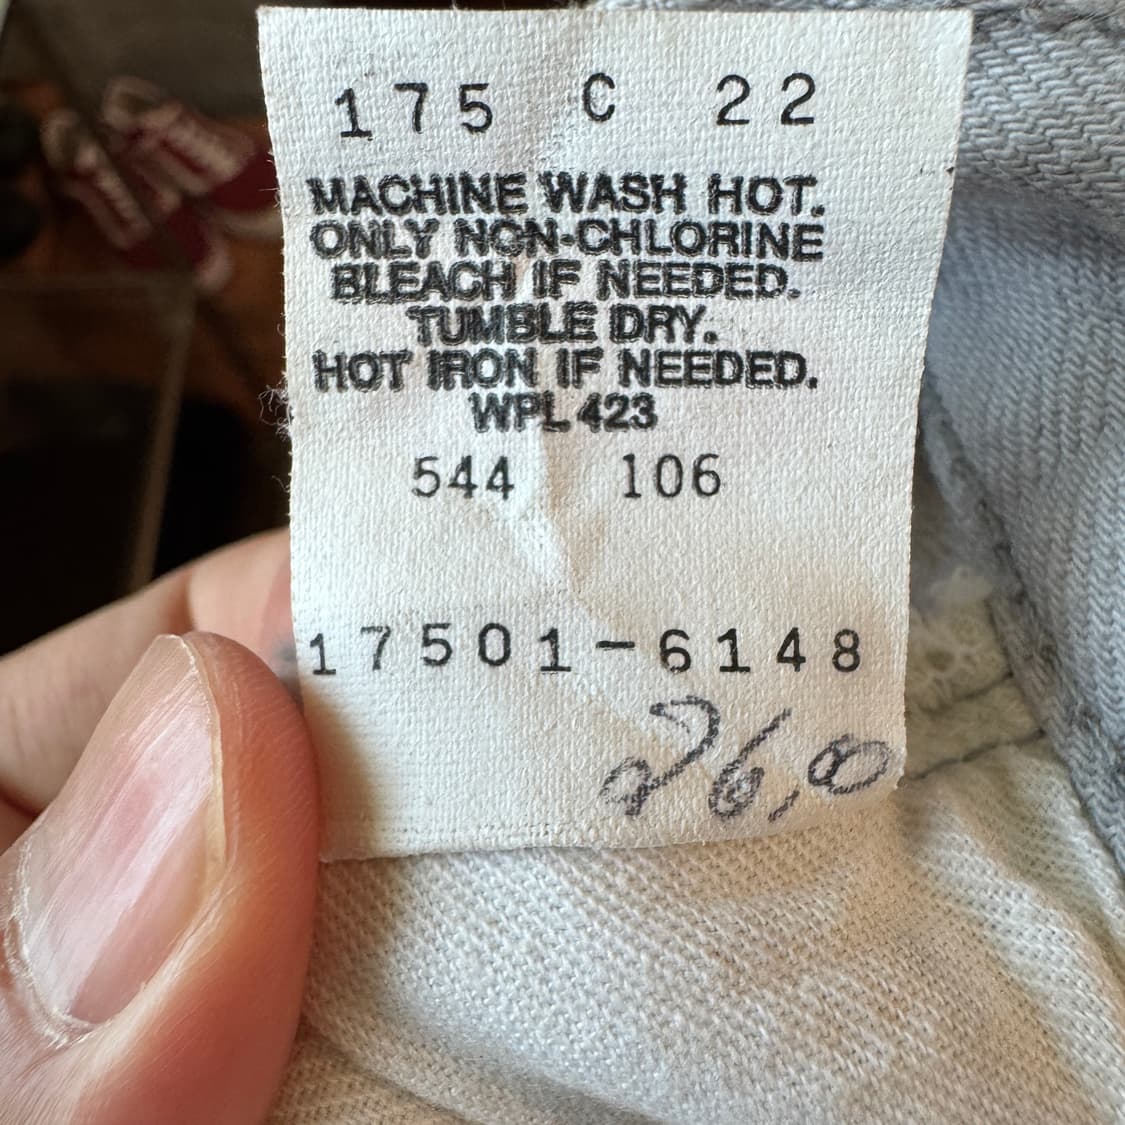 175 C 22
MACHINE WASH HOT.
ONLY NON-CHLORINE
BLEACH IF NEEDED.
TUMBLE DRY.
HOT IRON IF NEEDED.
WPL 423
544 106
17501-6148
26,0